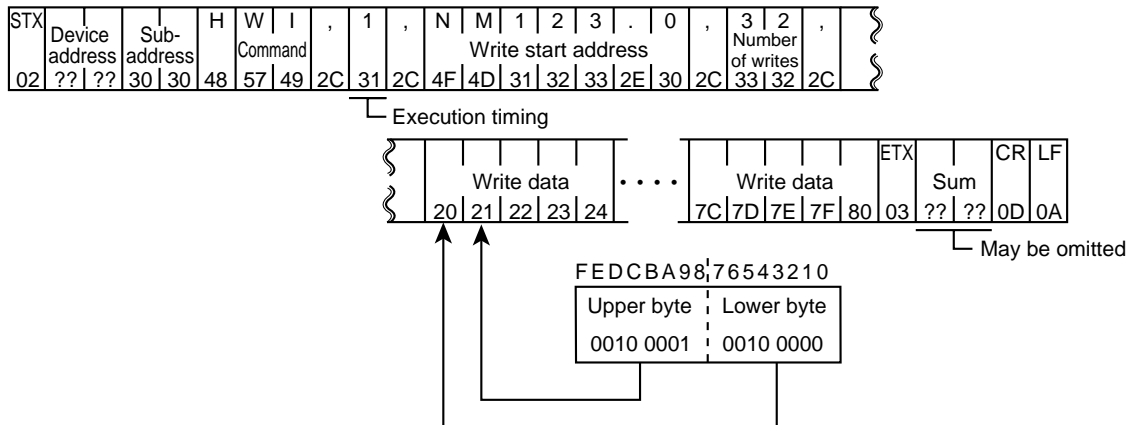 STX H W I , 1 , N M 1 2 3 . 0 , 3 2 ,
Device address Sub-address Command Write start address Number of writes
02 ?? ?? 30 30 48 57 49 2C 31 2C 4F 4D 31 32 33 2E 30 2C 33 32 2C
Execution timing
ETX CR LF
Write data • • • • Write data Sum
20 21 22 23 24 7C 7D 7E 7F 80 03 ?? ?? 0D 0A
May be omitted
FEDCBA98 76543210
Upper byte Lower byte
0010 0001 0010 0000